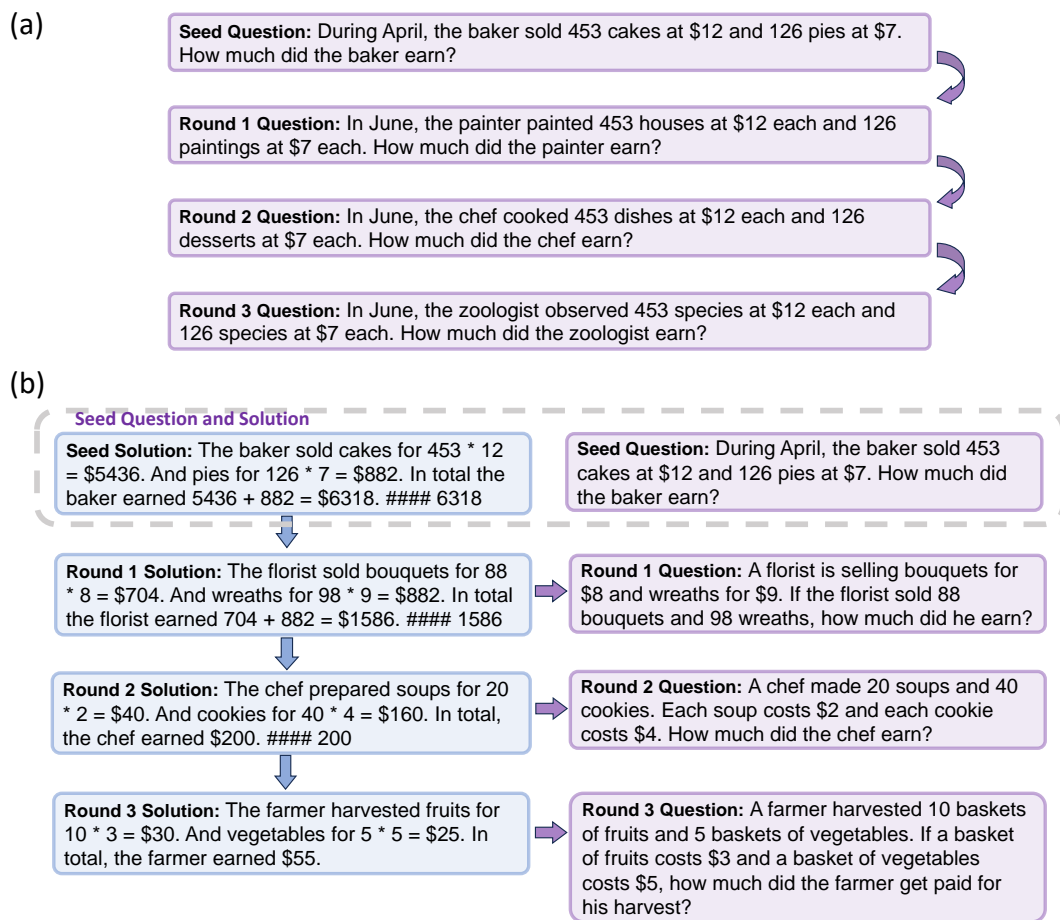 (a)
Seed Question: During April, the baker sold 453 cakes at $12 and 126 pies at $7.
How much did the baker earn?
Round 1 Question: In June, the painter painted 453 houses at $12 each and 126
paintings at $7 each. How much did the painter earn?
Round 2 Question: In June, the chef cooked 453 dishes at $12 each and 126
desserts at $7 each. How much did the chef earn?
Round 3 Question: In June, the zoologist observed 453 species at $12 each and
126 species at $7 each. How much did the zoologist earn?
(b)
Seed Question and Solution
Seed Solution: The baker sold cakes for 453 * 12
= $5436. And pies for 126 * 7 = $882. In total the
baker earned 5436 + 882 = $6318. #### 6318
Seed Question: During April, the baker sold 453
cakes at $12 and 126 pies at $7. How much did
the baker earn?
Round 1 Solution: The florist sold bouquets for 88
* 8 = $704. And wreaths for 98 * 9 = $882. In total
the florist earned 704 + 882 = $1586. #### 1586
Round 1 Question: A florist is selling bouquets for
$8 and wreaths for $9. If the florist sold 88
bouquets and 98 wreaths, how much did he earn?
Round 2 Solution: The chef prepared soups for 20
* 2 = $40. And cookies for 40 * 4 = $160. In total,
the chef earned $200. #### 200
Round 2 Question: A chef made 20 soups and 40
cookies. Each soup costs $2 and each cookie
costs $4. How much did the chef earn?
Round 3 Solution: The farmer harvested fruits for
10 * 3 = $30. And vegetables for 5 * 5 = $25. In
total, the farmer earned $55.
Round 3 Question: A farmer harvested 10 baskets
of fruits and 5 baskets of vegetables. If a basket
of fruits costs $3 and a basket of vegetables
costs $5, how much did the farmer get paid for
his harvest?